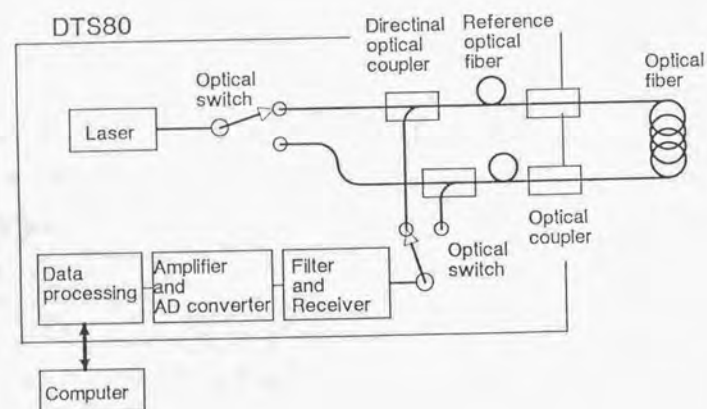 DTS80
Directinal
optical
coupler
Reference
optical
fiber
Optical
fiber
Optical
switch
Laser
Optical
coupler
Optical
switch
Data
processing
Amplifier
and
AD converter
Filter
and
Receiver
Computer